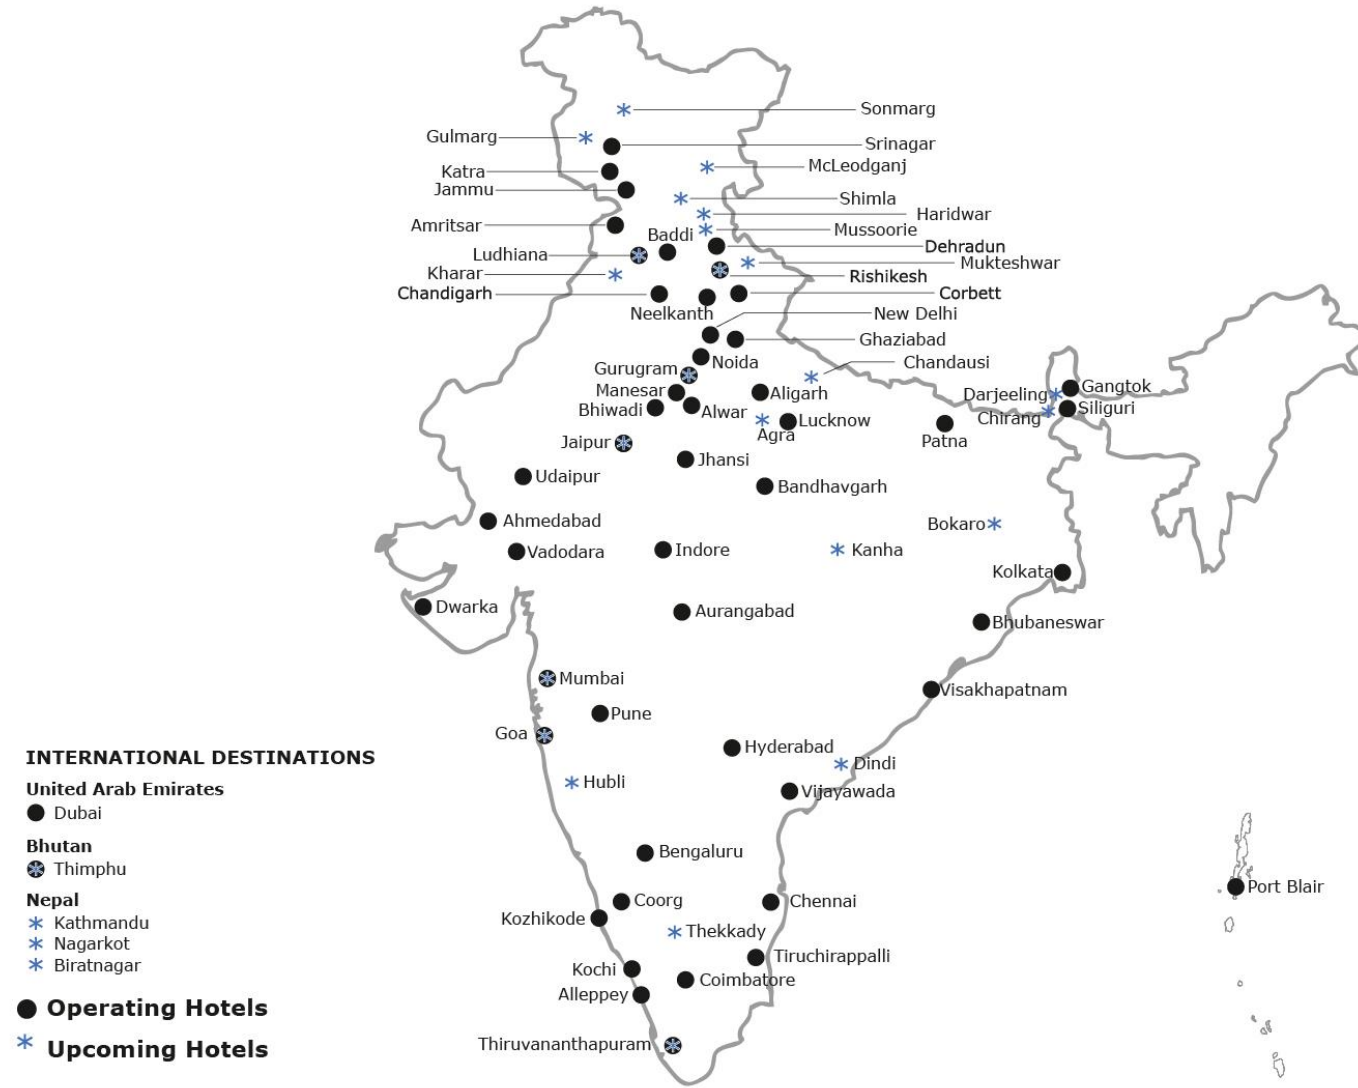 Sonmarg
Gulmarg
Srinagar
McLeodganj
Katra
Jammu
Shimla
Haridwar
Amritsar
Mussoorie
Baddi
Dehradun
Ludhiana
Mukteshwar
Kharar
Rishikesh
Chandigarh
Corbett
Neelkanth
New Delhi
Ghaziabad
Noida
Chandausi
Gurugram
Manesar
Aligarh
Gangtok
Darjeeling
Bhiwadi
Alwar
Siliguri
Chirang
Lucknow
Agra
Patna
Jaipur
Jhansi
Udaipur
Bandhavgarh
Ahmedabad
Bokaro
Vadodara
Indore
Kanha
Kolkata
Dwarka
Aurangabad
Bhubaneswar
Mumbai
Visakhapatnam
Pune
Goa
Hyderabad
Dindi
Hubli
Vijayawada
Bengaluru
Port Blair
Coorg
Chennai
Kozhikode
Thekkady
Tiruchirappalli
Kochi
Coimbatore
Alleppey
Thiruvananthapuram
INTERNATIONAL DESTINATIONS
United Arab Emirates
Dubai
Bhutan
Thimphu
Nepal
Kathmandu
Nagarkot
Biratnagar
Operating Hotels
Upcoming Hotels